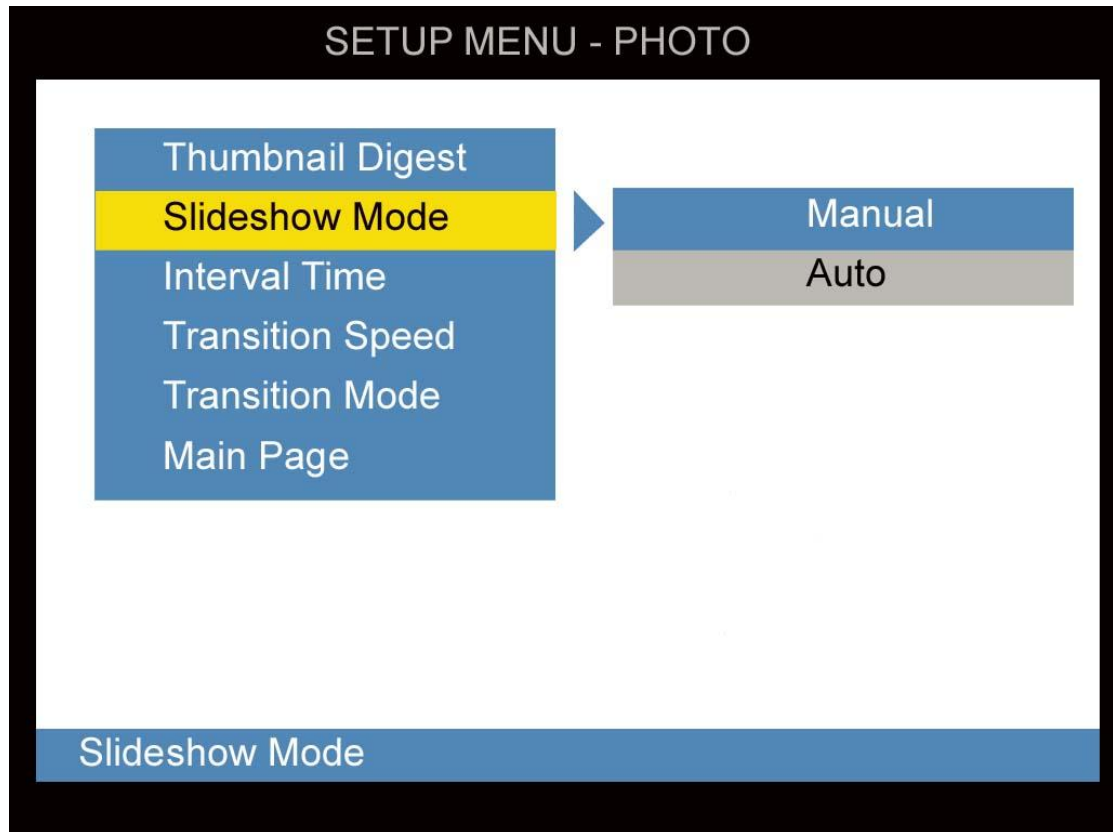 SETUP MENU - PHOTO
Thumbnail Digest
Slideshow Mode
Interval Time
Transition Speed
Transition Mode
Main Page
Manual
Auto
Slideshow Mode